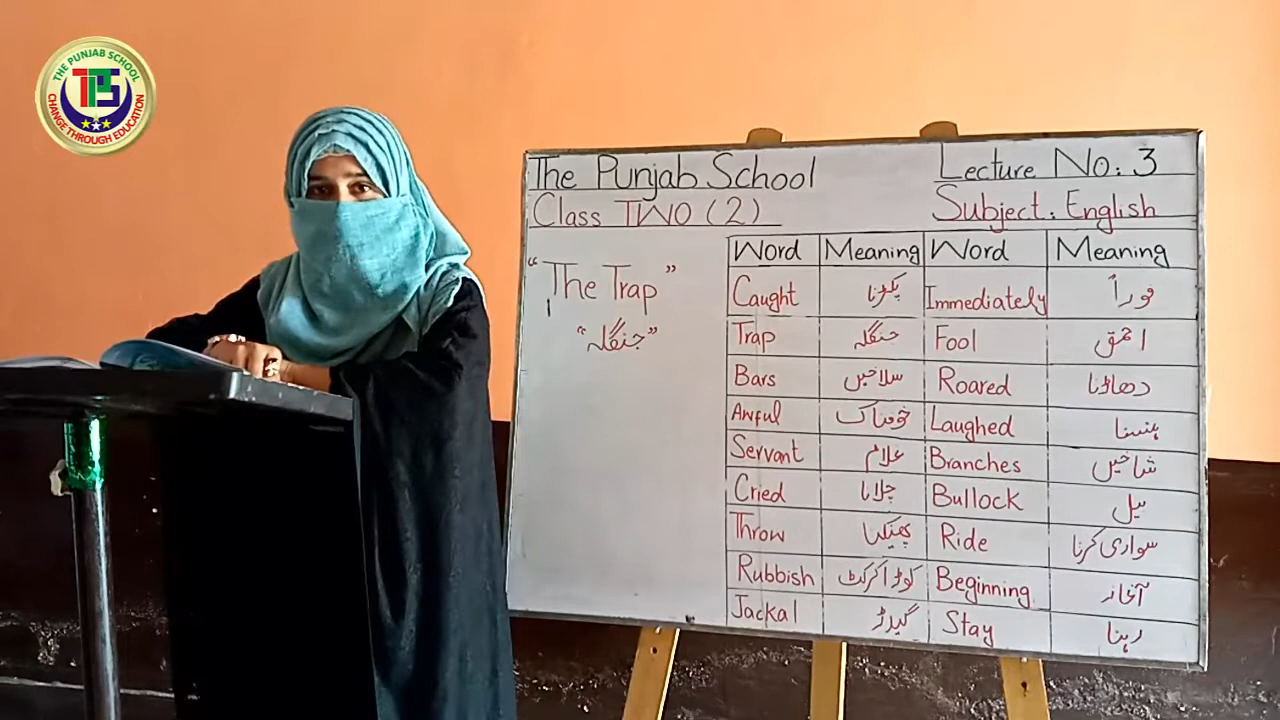 THE PUNJAB SCHOOL
TPS
CHANGE THROUGH EDUCATION
The Punjab School
Class TWO (2)
Lecture No: 3
Subject: English
"The Trap"
"جنگلہ"
Word Meaning Word Meaning
Caught پکڑنا Immediately فوراً
Trap جنگلہ Fool احمق
Bars سلاخیں Roared دھاڑنا
Awful خوفناک Laughed ہنسنا
Servant غلام Branches شاخیں
Cried چلانا Bullock بیل
Throw پھینکنا Ride سواری کرنا
Rubbish کوڑا کرکٹ Beginning آغاز
Jackal گیدڑ Stay رہنا